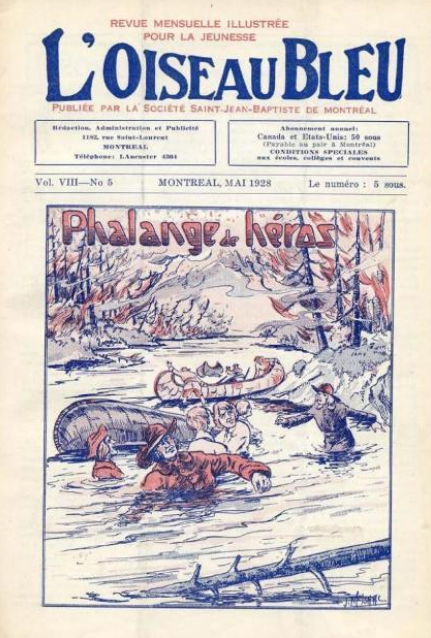 REVUE MENSUELLE ILLUSTRÉE
POUR LA JEUNESSE
L'OISEAU BLEU
PUBLIÉE PAR LA SOCIÉTÉ SAINT-JEAN-BAPTISTE DE MONTRÉAL
Rédaction, Administration et Publicité
1182, rue Saint-Laurent
MONTREAL
Téléphone: LAncaster 4364
Abonnement annuel:
Canada et Etats-Unis: 50 sous
(Payable au pair à Montréal)
CONDITIONS SPECIALES
aux écoles, collèges et couvents
Vol. VIII—No 5
MONTREAL, MAI 1928
Le numéro : 5 sous.
Phalange de héros